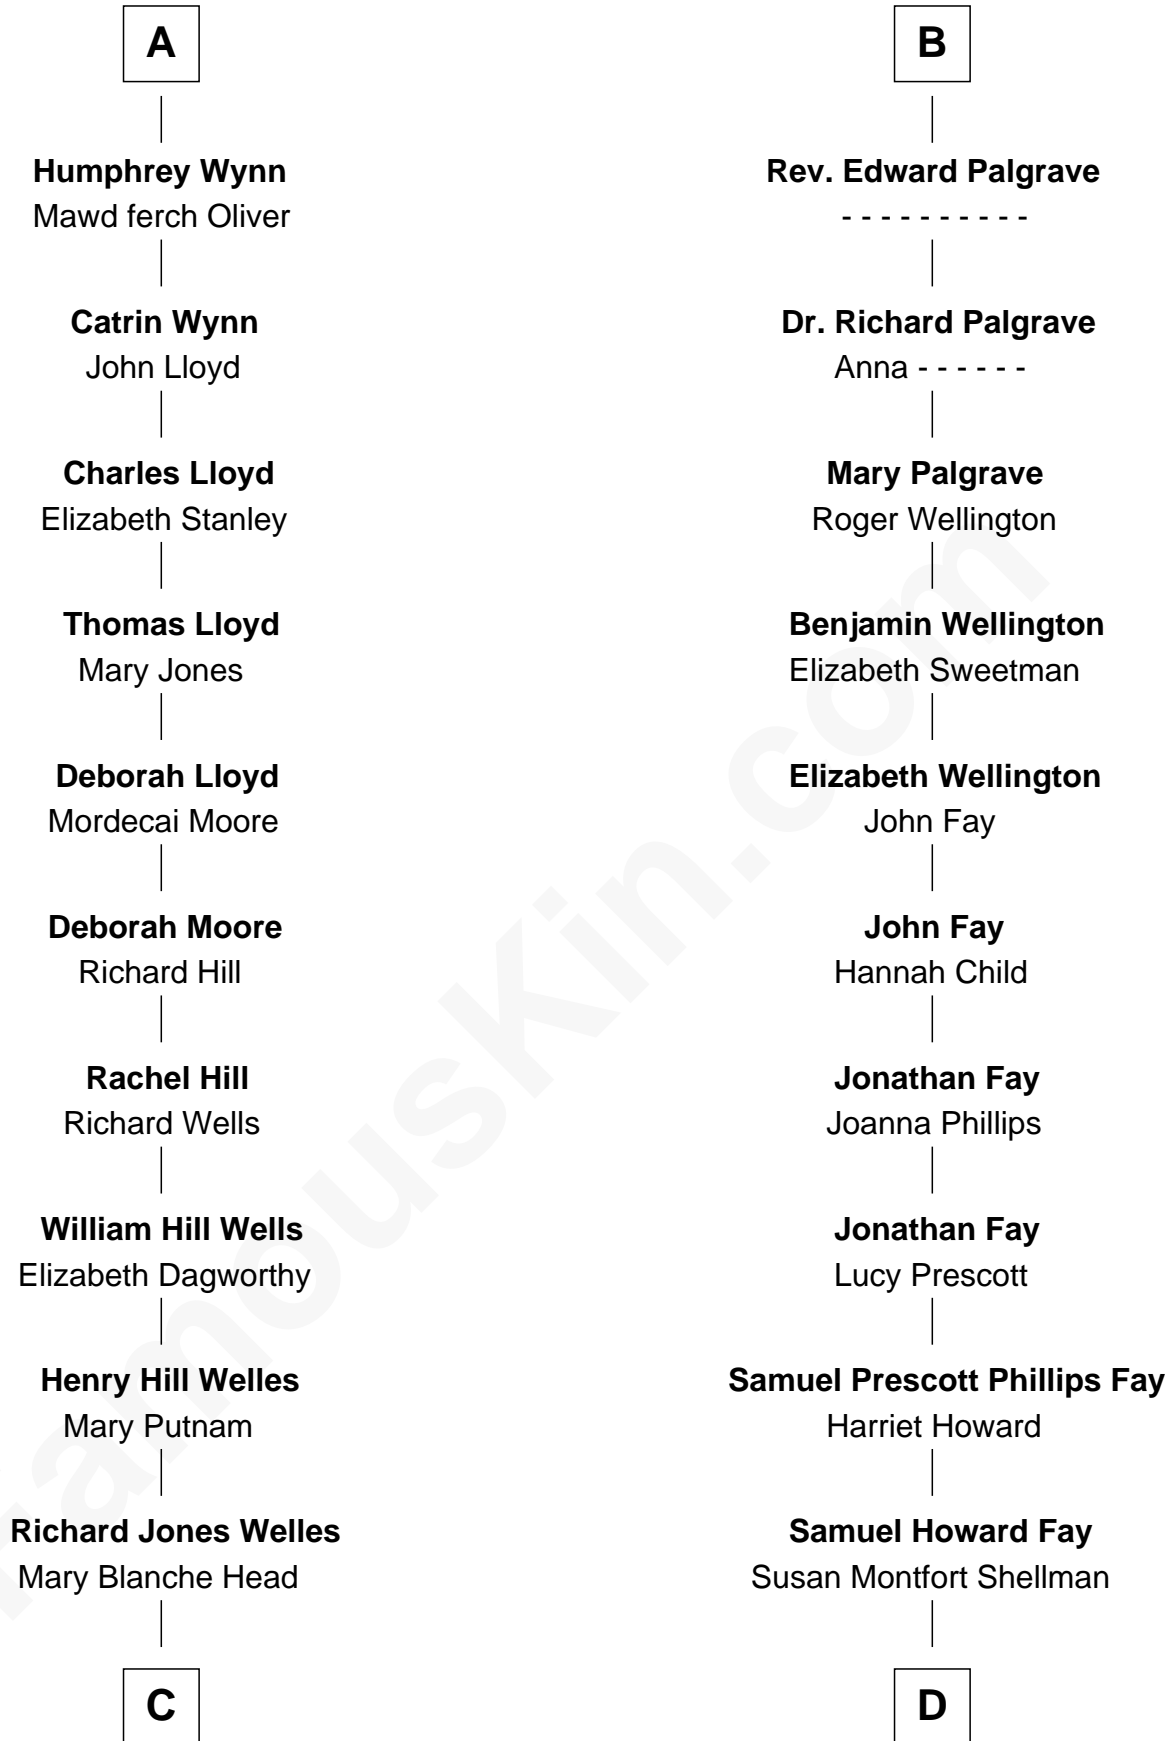 A
Humphrey Wynn
Mawd ferch Oliver
Catrin Wynn
John Lloyd
Charles Lloyd
Elizabeth Stanley
Thomas Lloyd
Mary Jones
Deborah Lloyd
Mordecai Moore
Deborah Moore
Richard Hill
Rachel Hill
Richard Wells
William Hill Wells
Elizabeth Dagworthy
Henry Hill Welles
Mary Putnam
Richard Jones Welles
Mary Blanche Head
C
B
Rev. Edward Palgrave
- - - - - - - - - -
Dr. Richard Palgrave
Anna - - - - - -
Mary Palgrave
Roger Wellington
Benjamin Wellington
Elizabeth Sweetman
Elizabeth Wellington
John Fay
John Fay
Hannah Child
Jonathan Fay
Joanna Phillips
Jonathan Fay
Lucy Prescott
Samuel Prescott Phillips Fay
Harriet Howard
Samuel Howard Fay
Susan Montfort Shellman
D
FamousKin.com